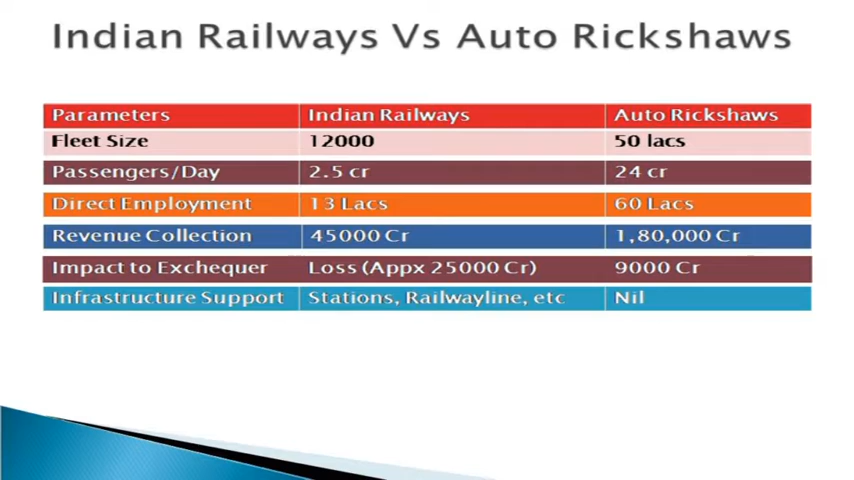 Indian Railways Vs Auto Rickshaws
Parameters Indian Railways Auto Rickshaws
Fleet Size 12000 50 lacs
Passengers/Day 2.5 cr 24 cr
Direct Employment 13 Lacs 60 Lacs
Revenue Collection 45000 Cr 1,80,000 Cr
Impact to Exchequer Loss (Appx 25000 Cr) 9000 Cr
Infrastructure Support Stations, Railwayline, etc Nil